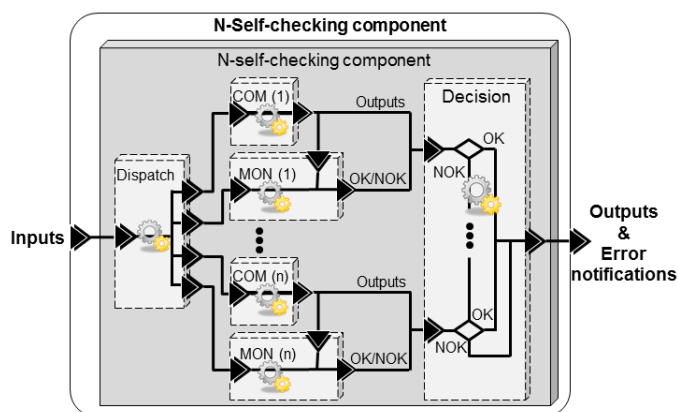 N-Self-checking component
N-self-checking component
COM (1)
Outputs
Decision
OK
Dispatch
MON (1)
OK/NOK
NOK
Inputs
Outputs
&
Error
notifications
COM (n)
Outputs
OK
MON (n)
OK/NOK
NOK